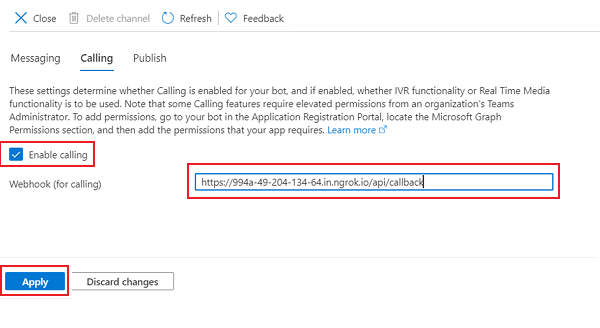 Close Delete channel Refresh Feedback
Messaging Calling Publish
These settings determine whether Calling is enabled for your bot, and if enabled, whether IVR functionality or Real Time Media
functionality is to be used. Note that some Calling features require elevated permissions from an organization's Teams
Administrator. To add permissions, go to your bot in the Application Registration Portal, locate the Microsoft Graph
Permissions section, and then add the permissions that your app requires. Learn more
Enable calling
Webhook (for calling) https://994a-49-204-134-64.in.ngrok.io/api/callback
Apply Discard changes